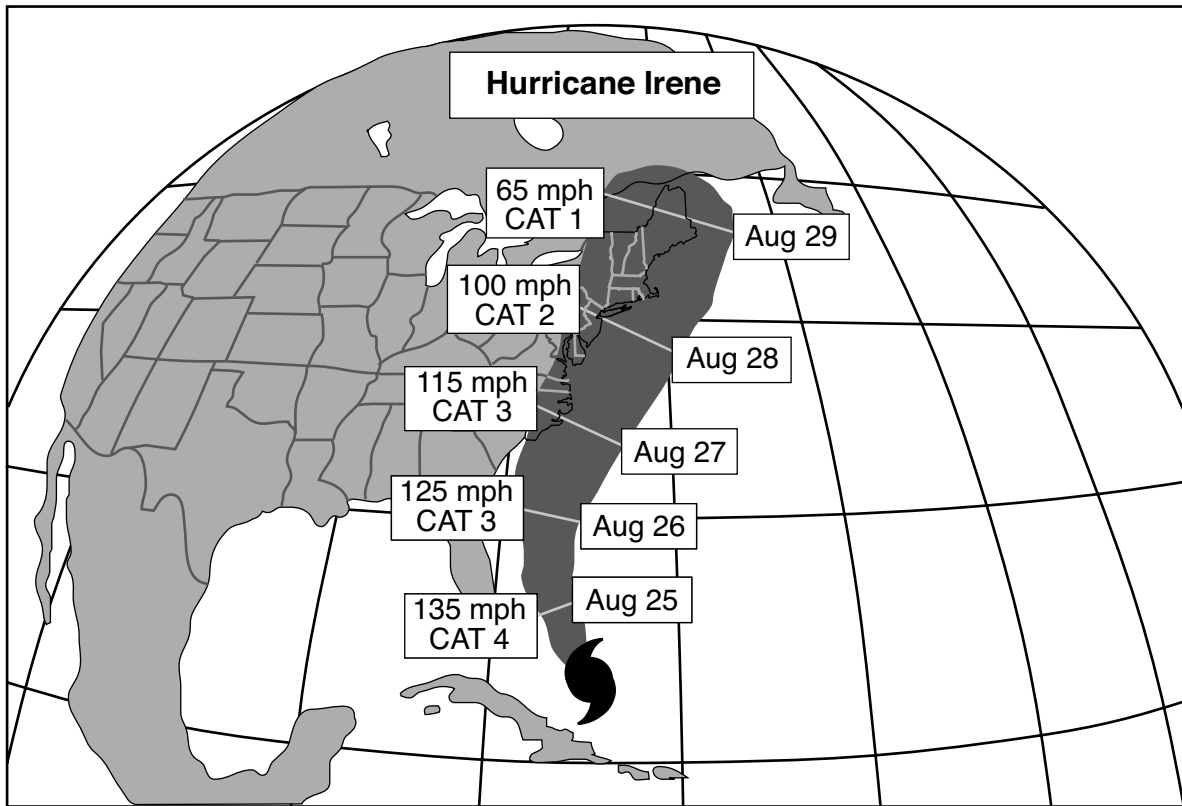 Hurricane Irene
65 mph
CAT 1
Aug 29
100 mph
CAT 2
Aug 28
115 mph
CAT 3
Aug 27
125 mph
CAT 3
Aug 26
135 mph
CAT 4
Aug 25